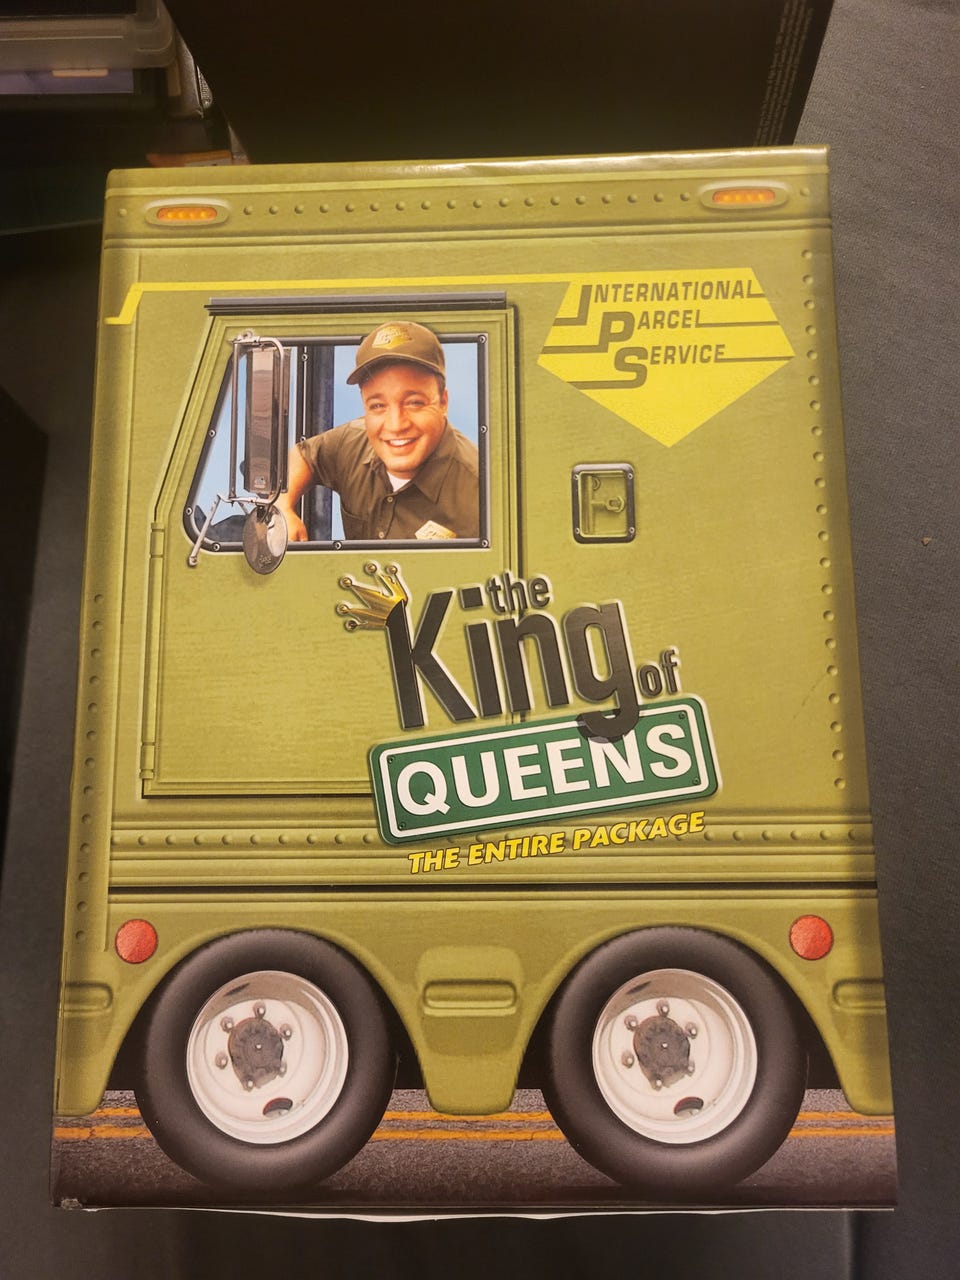 INTERNATIONAL
PARCEL
SERVICE
the
King of
QUEENS
THE ENTIRE PACKAGE